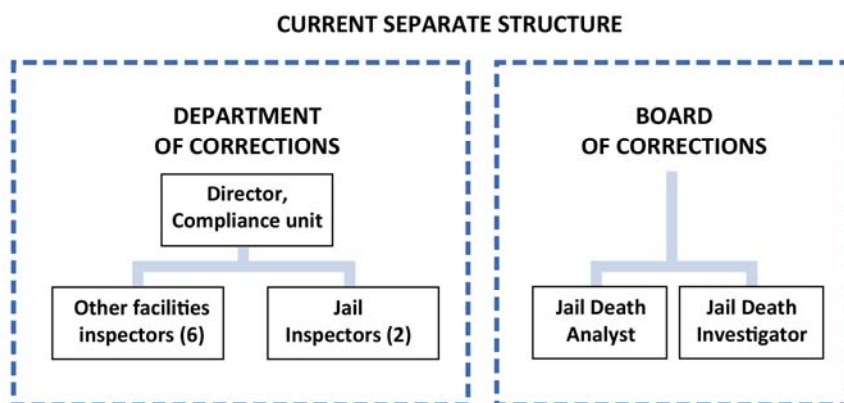 CURRENT SEPARATE STRUCTURE
DEPARTMENT
OF CORRECTIONS
Director,
Compliance unit
Other facilities
inspectors (6)
Jail
Inspectors (2)
BOARD
OF CORRECTIONS
Jail Death
Analyst
Jail Death
Investigator